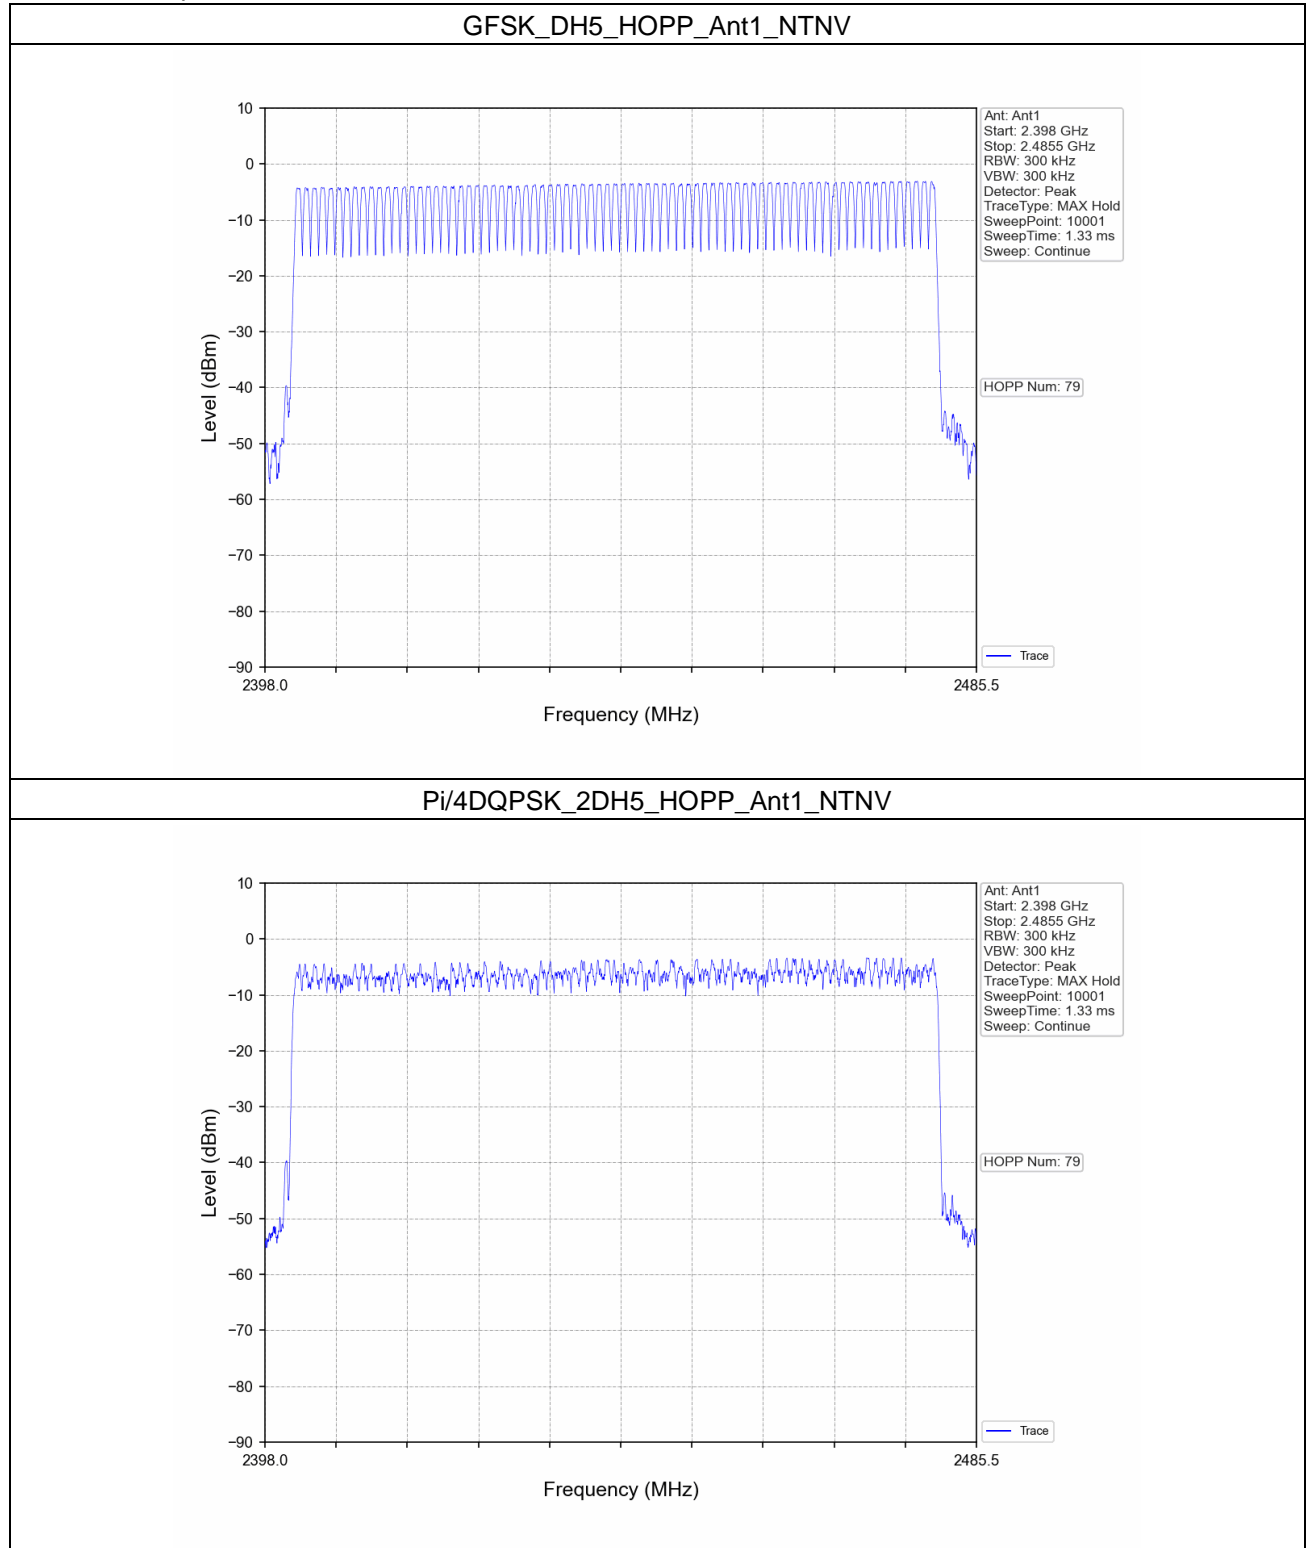 GFSK_DH5_HOPP_Ant1_NTNV
10
0
−10
−20
−30
−40
−50
−60
−70
−80
−90
Level (dBm)
2398.0
2485.5
Frequency (MHz)
Ant: Ant1
Start: 2.398 GHz
Stop: 2.4855 GHz
RBW: 300 kHz
VBW: 300 kHz
Detector: Peak
TraceType: MAX Hold
SweepPoint: 10001
SweepTime: 1.33 ms
Sweep: Continue
HOPP Num: 79
Trace
Pi/4DQPSK_2DH5_HOPP_Ant1_NTNV
10
0
−10
−20
−30
−40
−50
−60
−70
−80
−90
Level (dBm)
2398.0
2485.5
Frequency (MHz)
Ant: Ant1
Start: 2.398 GHz
Stop: 2.4855 GHz
RBW: 300 kHz
VBW: 300 kHz
Detector: Peak
TraceType: MAX Hold
SweepPoint: 10001
SweepTime: 1.33 ms
Sweep: Continue
HOPP Num: 79
Trace